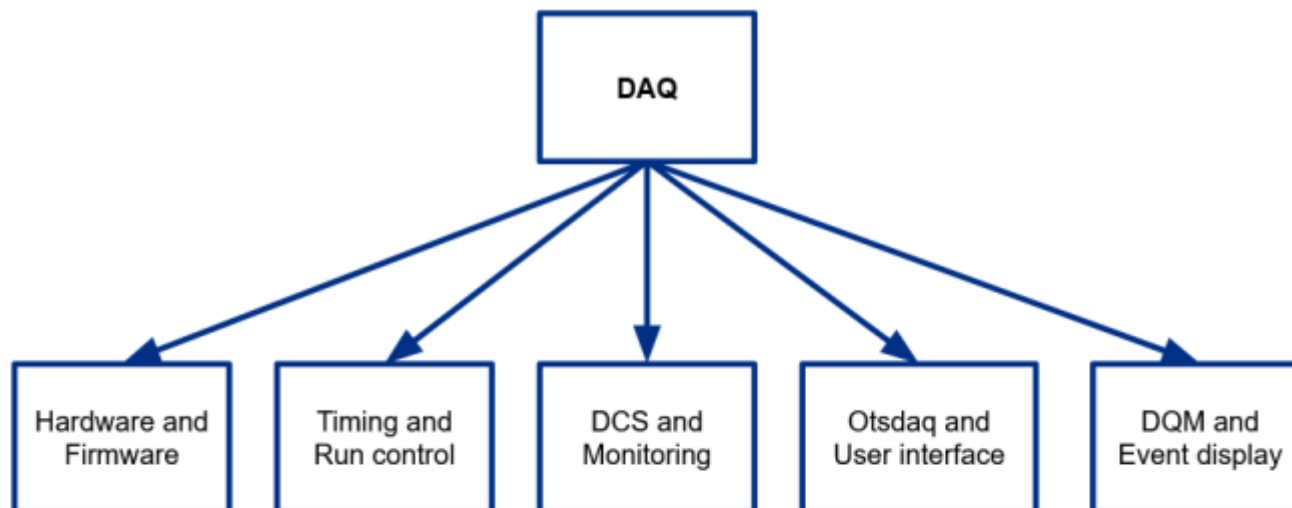 DAQ
Hardware and
Firmware
Timing and
Run control
DCS and
Monitoring
Otsdaq and
User interface
DQM and
Event display